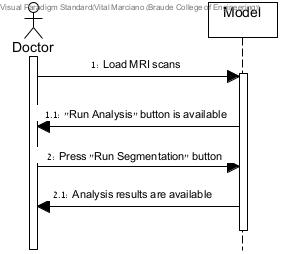 Visual Paradigm Standard(Vital Marciano (Braude College of Engineering))
Doctor
Model
1: Load MRI scans
1.1: "Run Analysis" button is available
2: Press "Run Segmentation" button
2.1: Analysis results are available